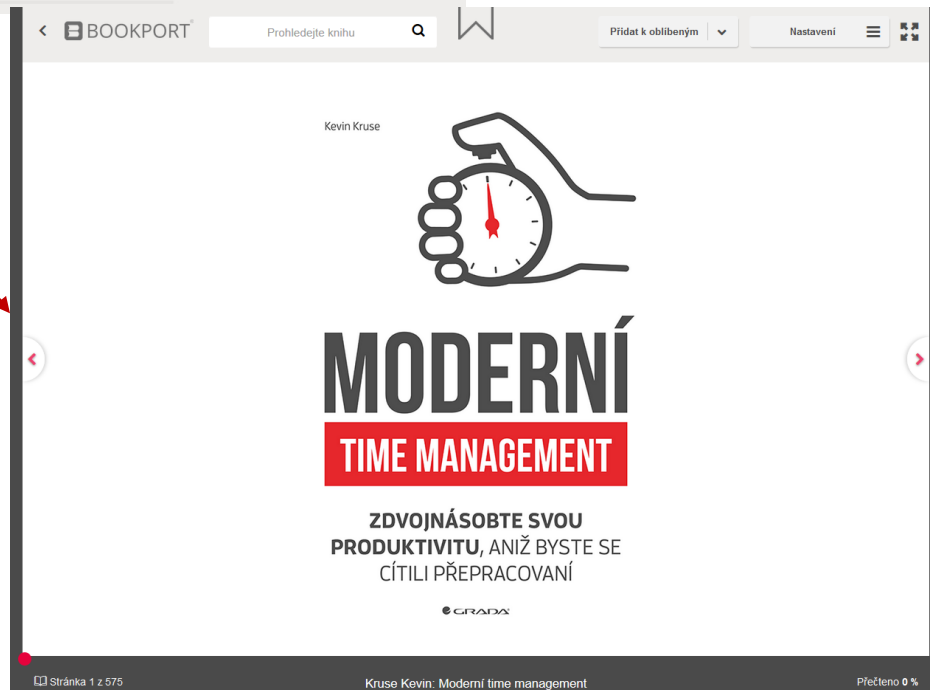 BOOKPORT
Prohledejte knihu
Přidat k oblíbeným
Nastavení
Kevin Kruse
MODERNÍ
TIME MANAGEMENT
ZDVOJNÁSOBTE SVOU
PRODUKTIVITU, ANIŽ BYSTE SE
CÍTILI PŘEPRACOVANÍ
GRADA
Stránka 1 z 575
Kruse Kevin: Moderní time management
Přečteno 0 %